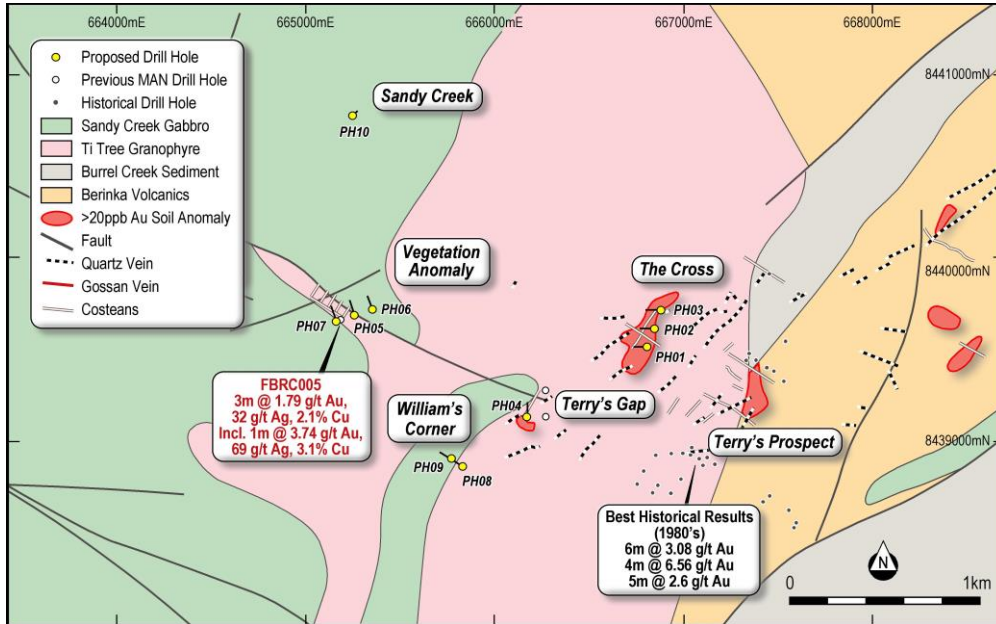 664000mE
665000mE
666000mE
667000mE
668000mE
Proposed Drill Hole
Previous MAN Drill Hole
Historical Drill Hole
Sandy Creek Gabbro
Ti Tree Granophyre
Burrel Creek Sediment
Berinka Volcanics
>20ppb Au Soil Anomaly
Fault
Quartz Vein
Gossan Vein
Costeans
8441000mN
Sandy Creek
PH10
Vegetation
Anomaly
The Cross
8440000mN
PH06
PH05
PH07
PH03
PH02
PH01
FBRC005
3m @ 1.79 g/t Au,
32 g/t Ag, 2.1% Cu
Incl. 1m @ 3.74 g/t Au,
69 g/t Ag, 3.1% Cu
William's
Corner
PH04
Terry's Gap
Terry's Prospect
8439000mN
PH09
PH08
Best Historical Results
(1980's)
6m @ 3.08 g/t Au
4m @ 6.56 g/t Au
5m @ 2.6 g/t Au
N
0
1km